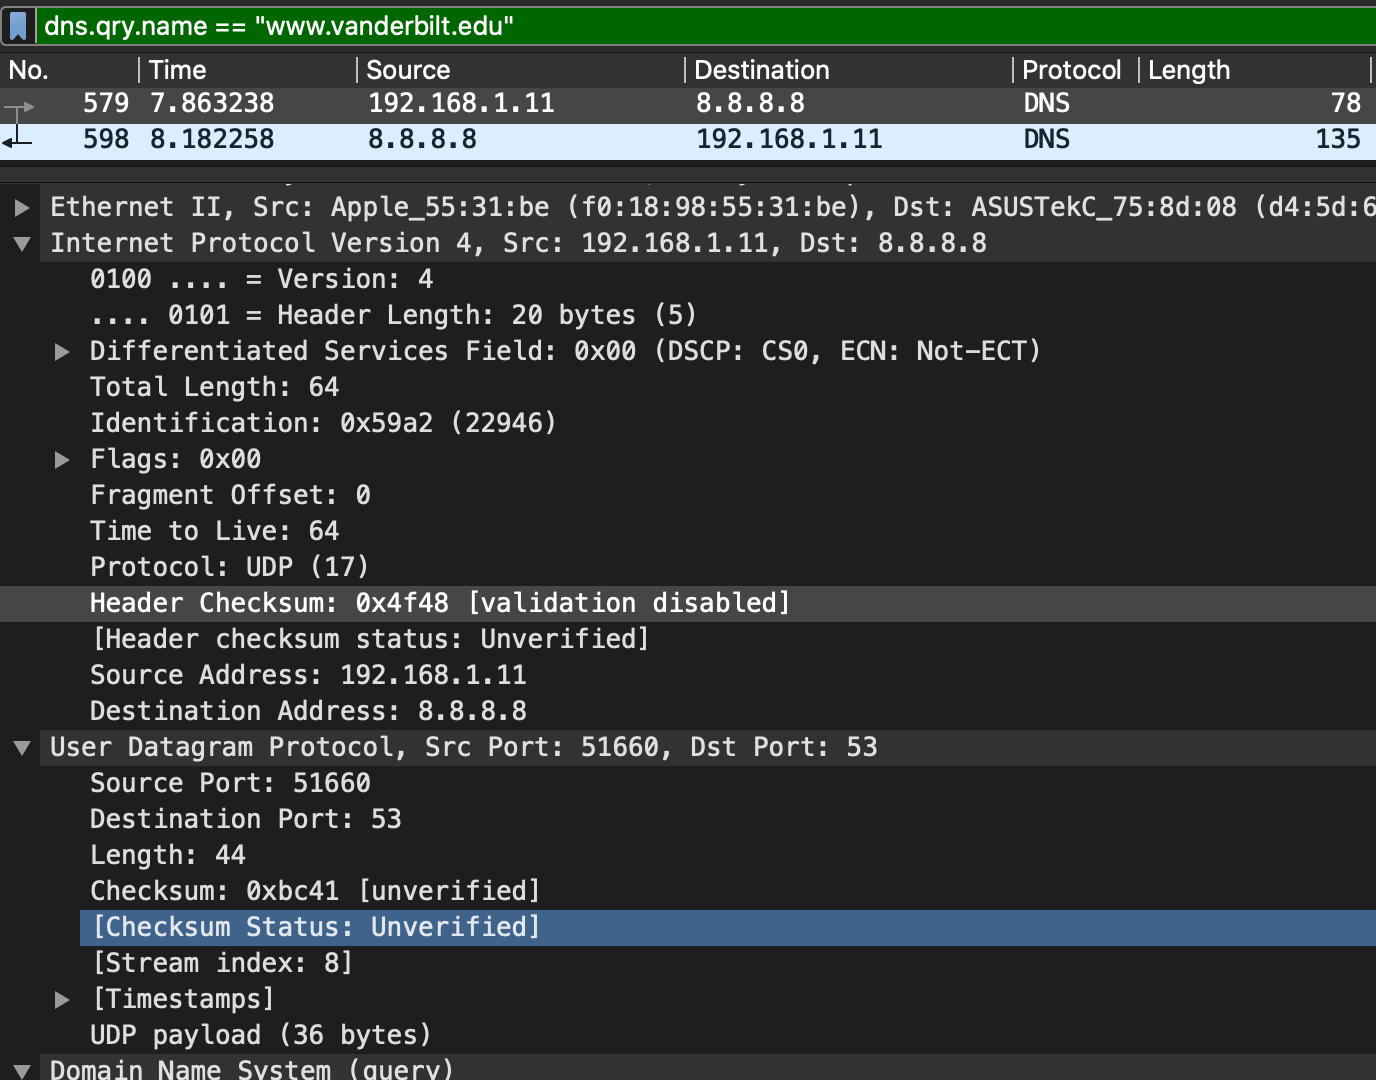 dns.qry.name == "www.vanderbilt.edu"
No. Time Source Destination Protocol Length
579 7.863238 192.168.1.11 8.8.8.8 DNS 78
598 8.182258 8.8.8.8 192.168.1.11 DNS 135
Ethernet II, Src: Apple_55:31:be (f0:18:98:55:31:be), Dst: ASUSTekC_75:8d:08 (d4:5d:6
Internet Protocol Version 4, Src: 192.168.1.11, Dst: 8.8.8.8
0100 .... = Version: 4
.... 0101 = Header Length: 20 bytes (5)
Differentiated Services Field: 0x00 (DSCP: CS0, ECN: Not-ECT)
Total Length: 64
Identification: 0x59a2 (22946)
Flags: 0x00
Fragment Offset: 0
Time to Live: 64
Protocol: UDP (17)
Header Checksum: 0x4f48 [validation disabled]
[Header checksum status: Unverified]
Source Address: 192.168.1.11
Destination Address: 8.8.8.8
User Datagram Protocol, Src Port: 51660, Dst Port: 53
Source Port: 51660
Destination Port: 53
Length: 44
Checksum: 0xbc41 [unverified]
[Checksum Status: Unverified]
[Stream index: 8]
[Timestamps]
UDP payload (36 bytes)
Domain Name System (query)